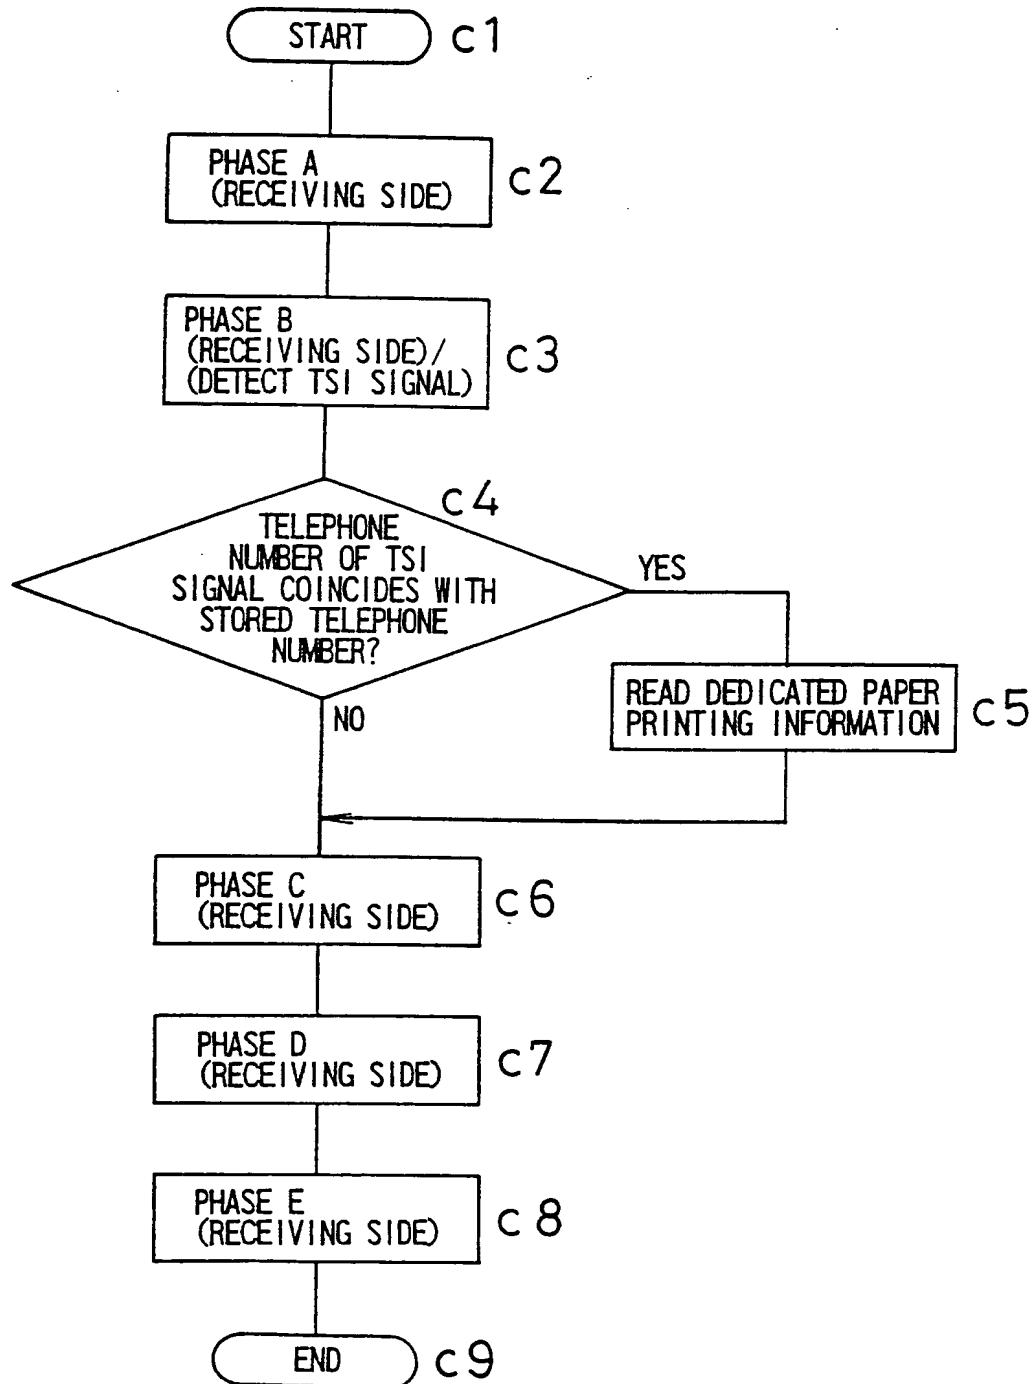 START
c1
PHASE A
(RECEIVING SIDE)
c2
PHASE B
(RECEIVING SIDE)/
(DETECT TSI SIGNAL)
c3
c4
TELEPHONE
NUMBER OF TSI
SIGNAL COINCIDES WITH
STORED TELEPHONE
NUMBER?
YES
NO
READ DEDICATED PAPER
PRINTING INFORMATION
c5
PHASE C
(RECEIVING SIDE)
c6
PHASE D
(RECEIVING SIDE)
c7
PHASE E
(RECEIVING SIDE)
c8
END
c9